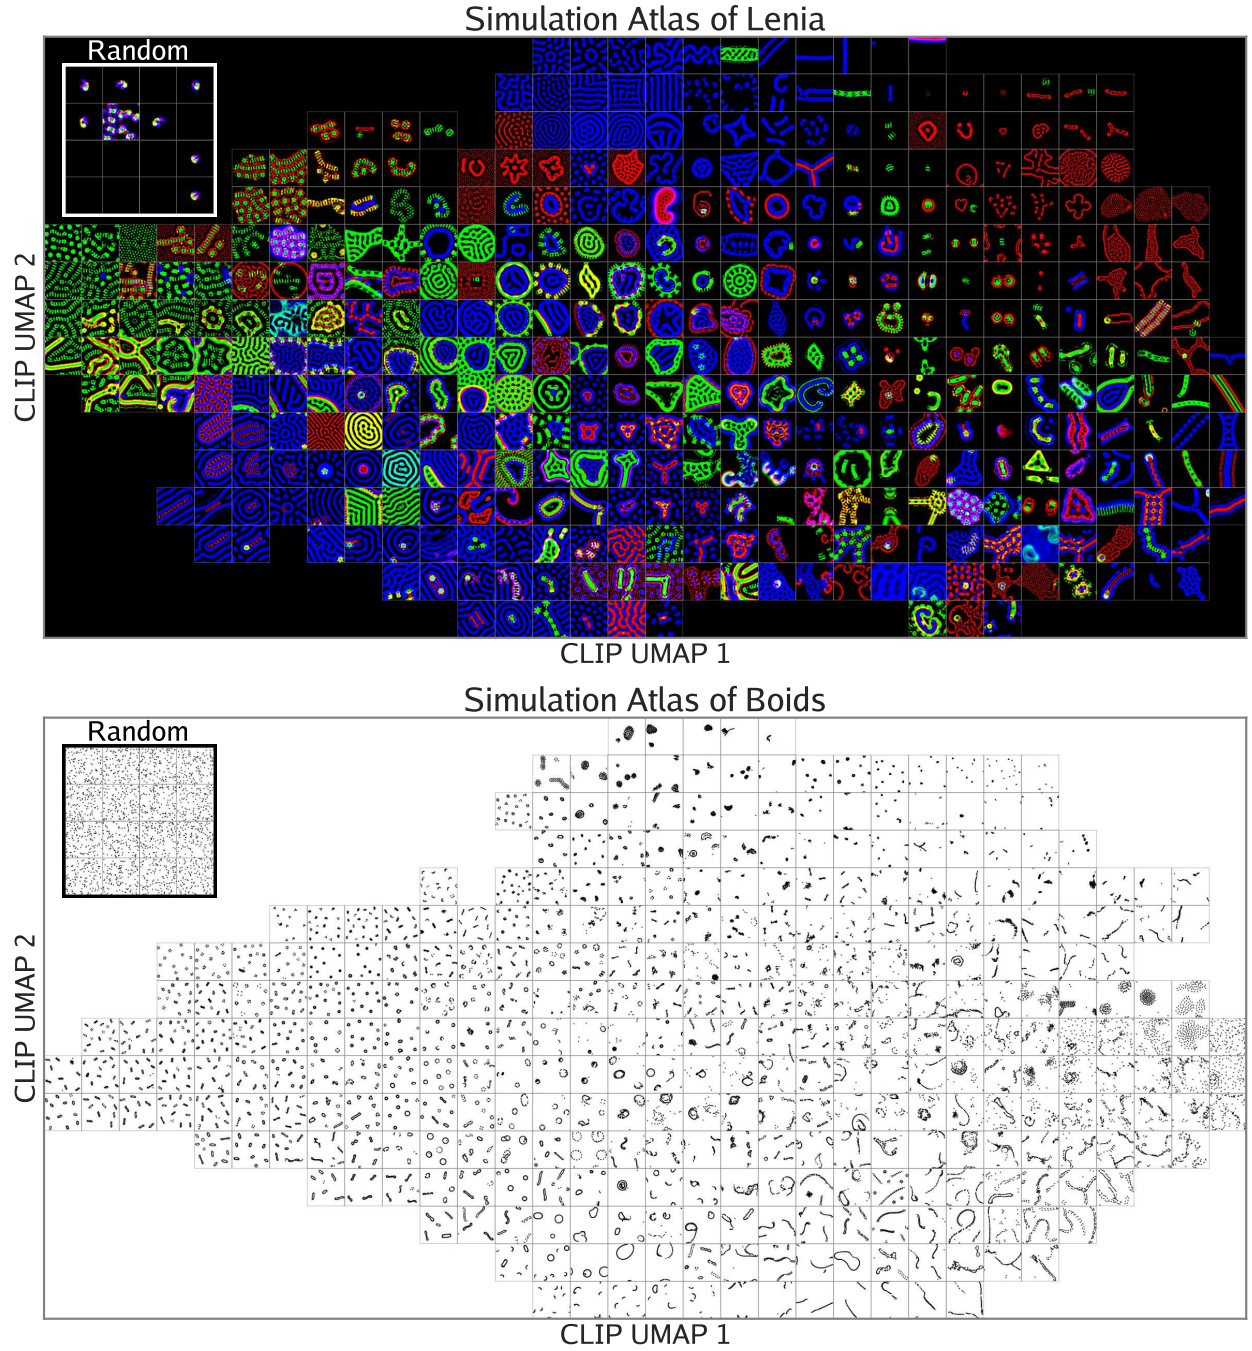 Simulation Atlas of Lenia
Random
CLIP UMAP 2
CLIP UMAP 1
Simulation Atlas of Boids
Random
CLIP UMAP 2
CLIP UMAP 1